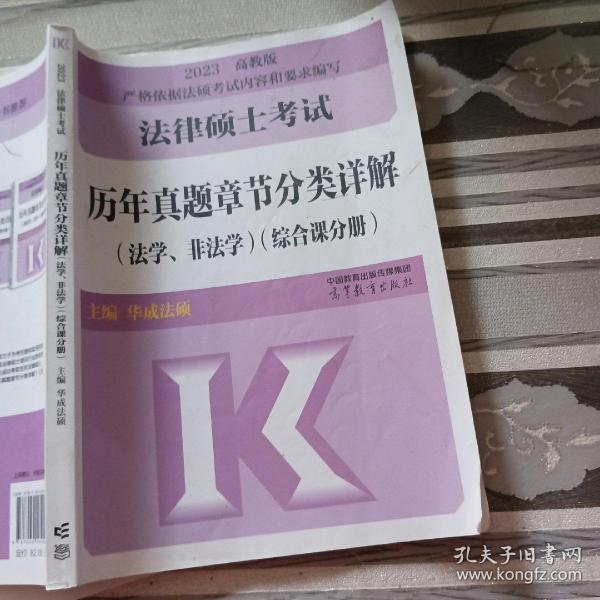 2023 高教版
严格依据法硕考试内容和要求编写
法律硕士考试
历年真题章节分类详解
(法学、非法学)(综合课分册)
中国教育出版传媒集团
高等教育出版社
主编 华成法硕
K
2023 法律硕士考试 历年真题章节分类详解 (法学、非法学)(综合课分册) 主编 华成法硕
孔夫子旧书网
www.kongfz.com